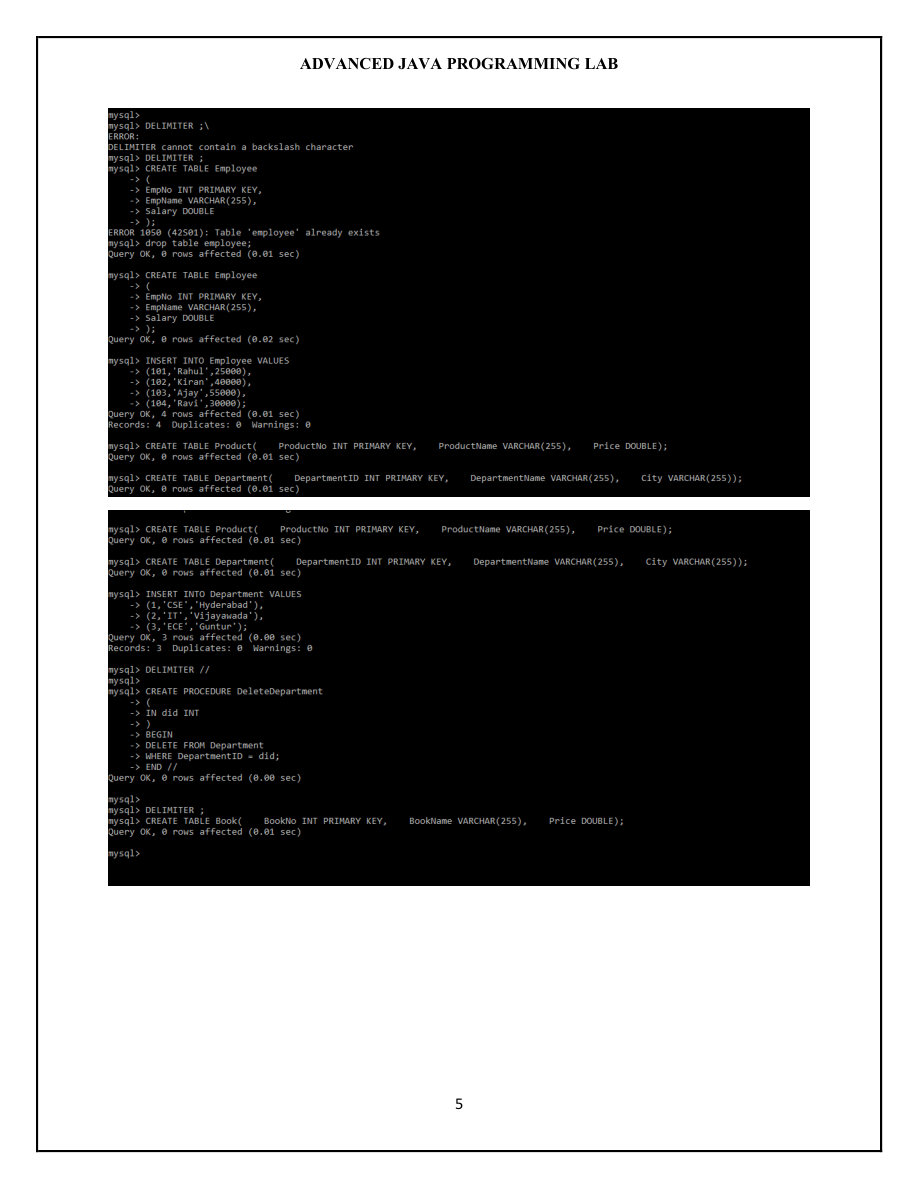 ADVANCED JAVA PROGRAMMING LAB
mysql>
mysql> DELIMITER ;\
ERROR:
DELIMITER cannot contain a backslash character
mysql> DELIMITER ;
mysql> CREATE TABLE Employee
    -> (
    -> EmpNo INT PRIMARY KEY,
    -> EmpName VARCHAR(255),
    -> Salary DOUBLE
    -> );
ERROR 1050 (42S01): Table 'employee' already exists
mysql> drop table employee;
Query OK, 0 rows affected (0.01 sec)
mysql> CREATE TABLE Employee
    -> (
    -> EmpNo INT PRIMARY KEY,
    -> EmpName VARCHAR(255),
    -> Salary DOUBLE
    -> );
Query OK, 0 rows affected (0.02 sec)
mysql> INSERT INTO Employee VALUES
    -> (101,'Rahul',25000),
    -> (102,'Kiran',40000),
    -> (103,'Ajay',55000),
    -> (104,'Ravi',30000);
Query OK, 4 rows affected (0.01 sec)
Records: 4  Duplicates: 0  Warnings: 0
mysql> CREATE TABLE Product(    ProductNo INT PRIMARY KEY,    ProductName VARCHAR(255),    Price DOUBLE);
Query OK, 0 rows affected (0.01 sec)
mysql> CREATE TABLE Department(    DepartmentID INT PRIMARY KEY,    DepartmentName VARCHAR(255),    City VARCHAR(255));
Query OK, 0 rows affected (0.01 sec)
mysql> CREATE TABLE Product(    ProductNo INT PRIMARY KEY,    ProductName VARCHAR(255),    Price DOUBLE);
Query OK, 0 rows affected (0.01 sec)
mysql> CREATE TABLE Department(    DepartmentID INT PRIMARY KEY,    DepartmentName VARCHAR(255),    City VARCHAR(255));
Query OK, 0 rows affected (0.01 sec)
mysql> INSERT INTO Department VALUES
    -> (1,'CSE','Hyderabad'),
    -> (2,'IT','Vijayawada'),
    -> (3,'ECE','Guntur');
Query OK, 3 rows affected (0.00 sec)
Records: 3  Duplicates: 0  Warnings: 0
mysql> DELIMITER //
mysql>
mysql> CREATE PROCEDURE DeleteDepartment
    -> (
    -> IN did INT
    -> )
    -> BEGIN
    -> DELETE FROM Department
    -> WHERE DepartmentID = did;
    -> END //
Query OK, 0 rows affected (0.00 sec)
mysql>
mysql> DELIMITER ;
mysql> CREATE TABLE Book(    BookNo INT PRIMARY KEY,    BookName VARCHAR(255),    Price DOUBLE);
Query OK, 0 rows affected (0.01 sec)
mysql>
5